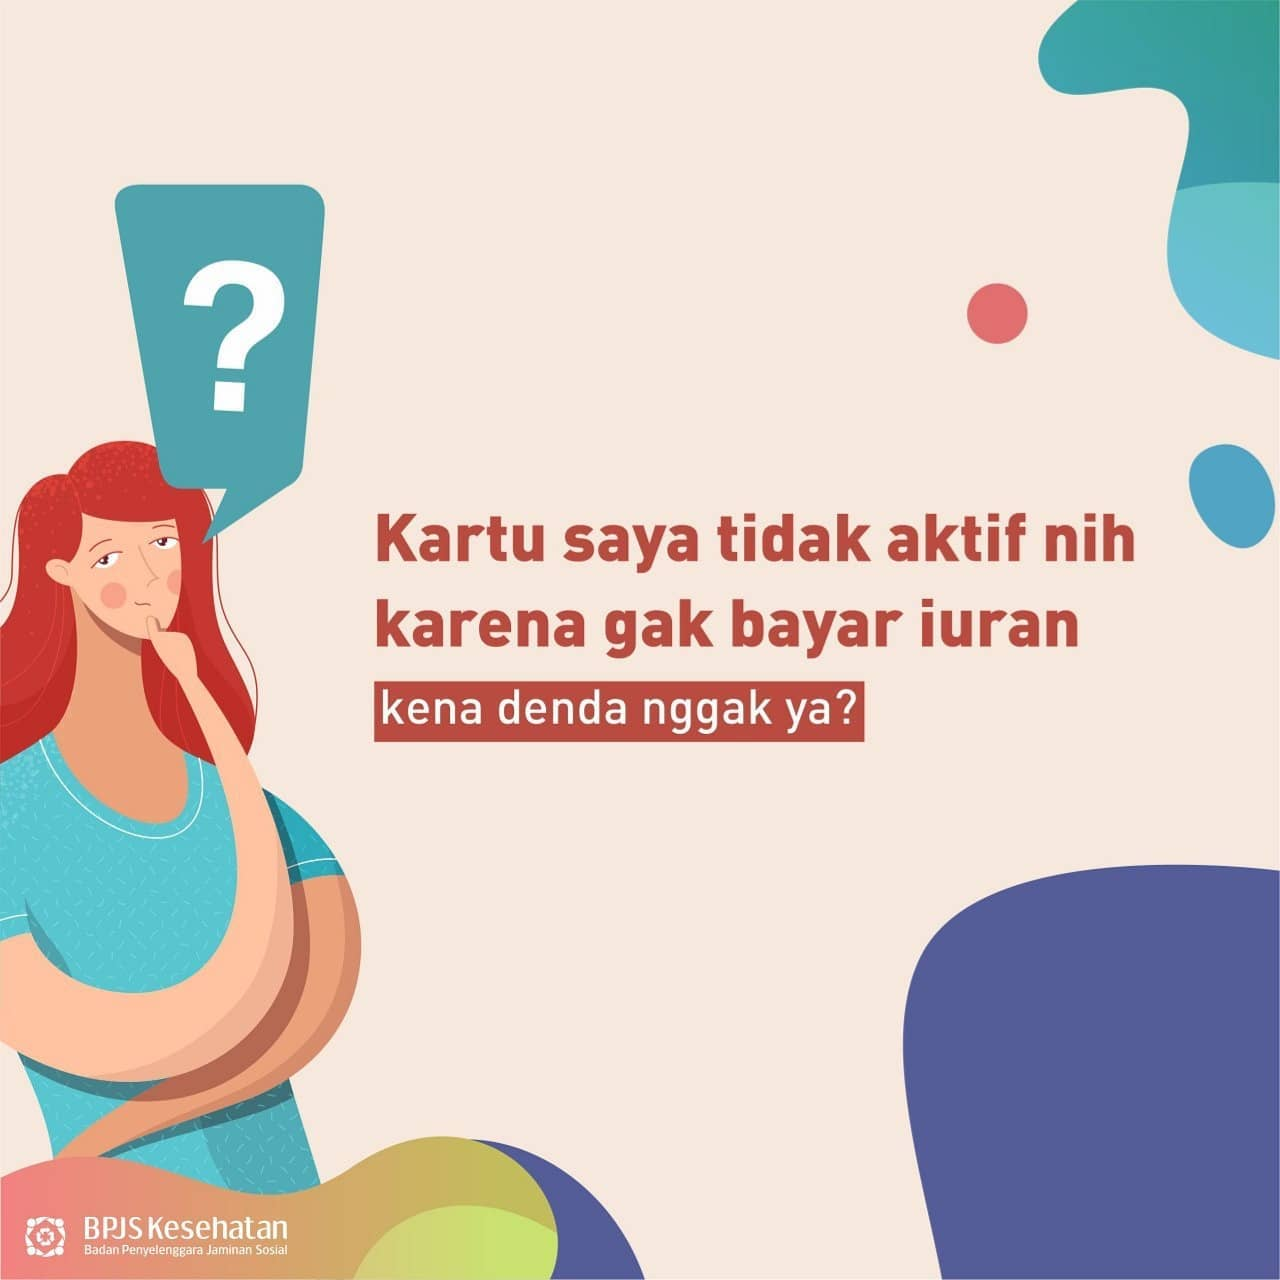 ?
Kartu saya tidak aktif nih
karena gak bayar iuran
kena denda nggak ya?
BPJS Kesehatan
Badan Penyelenggara Jaminan Sosial